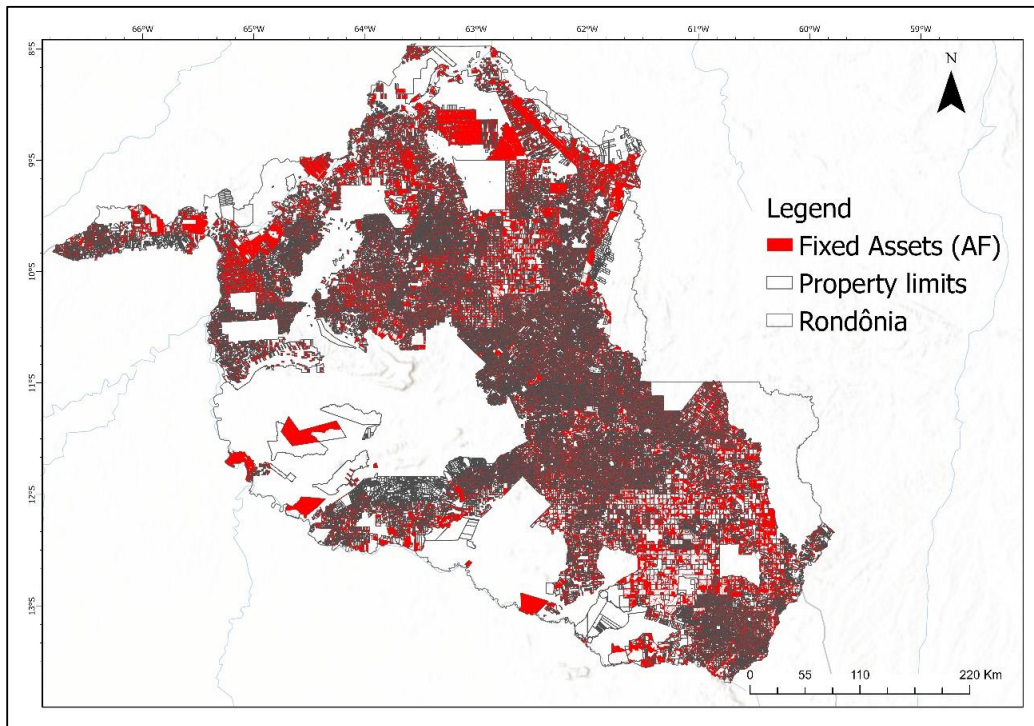 66°W 65°W 64°W 63°W 62°W 61°W 60°W 59°W
8°S
N
9°S
Legend
Fixed Assets (AF)
10°S
Property limits
Rondônia
11°S
12°S
13°S
0 55 110 220 Km